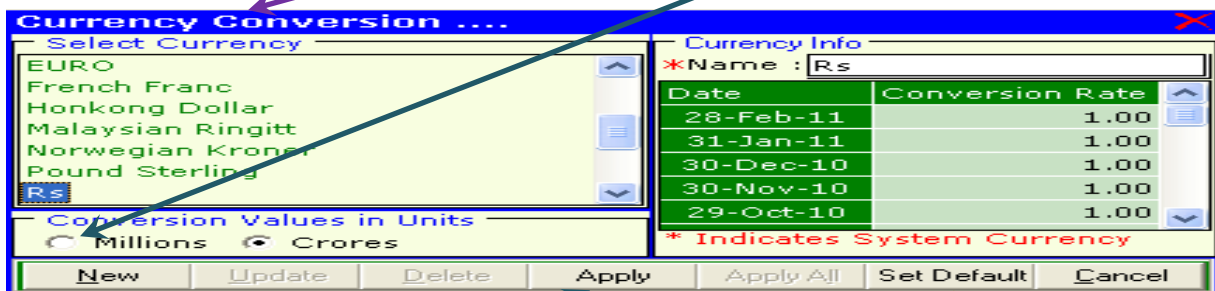 Currency Conversion ....
Select Currency
EURO
French Franc
Honkong Dollar
Malaysian Ringitt
Norwegian Kroner
Pound Sterling
Rs
Conversion Values in Units
Millions Crores
Currency Info
*Name : Rs
Date Conversion Rate
28-Feb-11 1.00
31-Jan-11 1.00
30-Dec-10 1.00
30-Nov-10 1.00
29-Oct-10 1.00
* Indicates System Currency
New Update Delete Apply Apply All Set Default Cancel